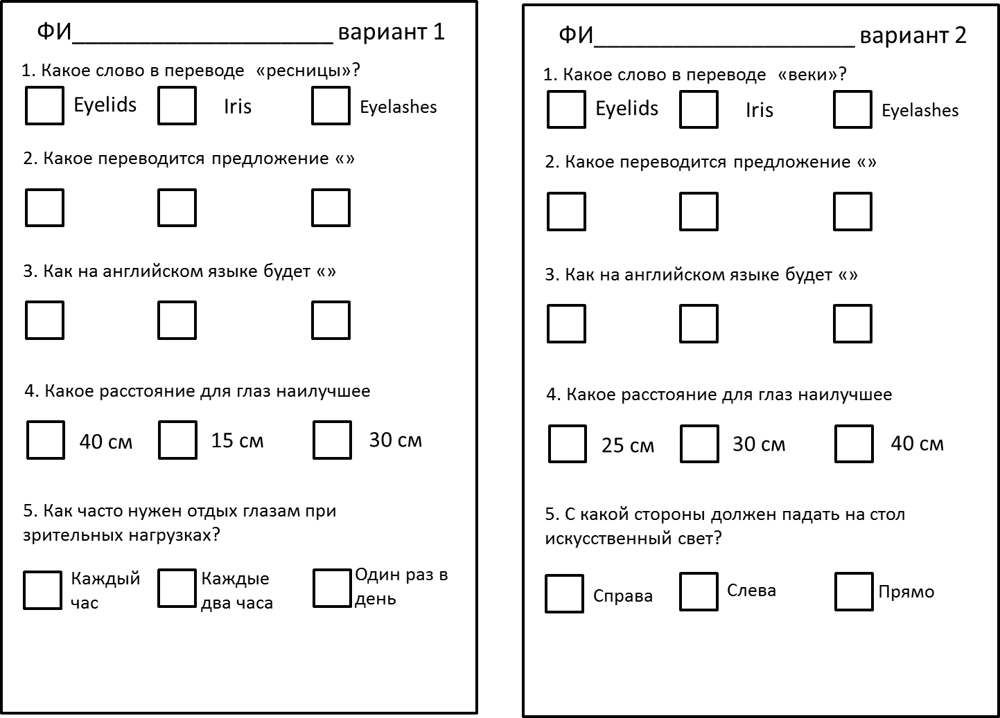 ФИ____________________ вариант 1
1. Какое слово в переводе «ресницы»?
Eyelids Iris Eyelashes
2. Какое переводится предложение «»
3. Как на английском языке будет «»
4. Какое расстояние для глаз наилучшее
40 см 15 см 30 см
5. Как часто нужен отдых глазам при
зрительных нагрузках?
Каждый Каждые Один раз в
час два часа день
ФИ____________________ вариант 2
1. Какое слово в переводе «веки»?
Eyelids Iris Eyelashes
2. Какое переводится предложение «»
3. Как на английском языке будет «»
4. Какое расстояние для глаз наилучшее
25 см 30 см 40 см
5. С какой стороны должен падать на стол
искусственный свет?
Справа Слева Прямо